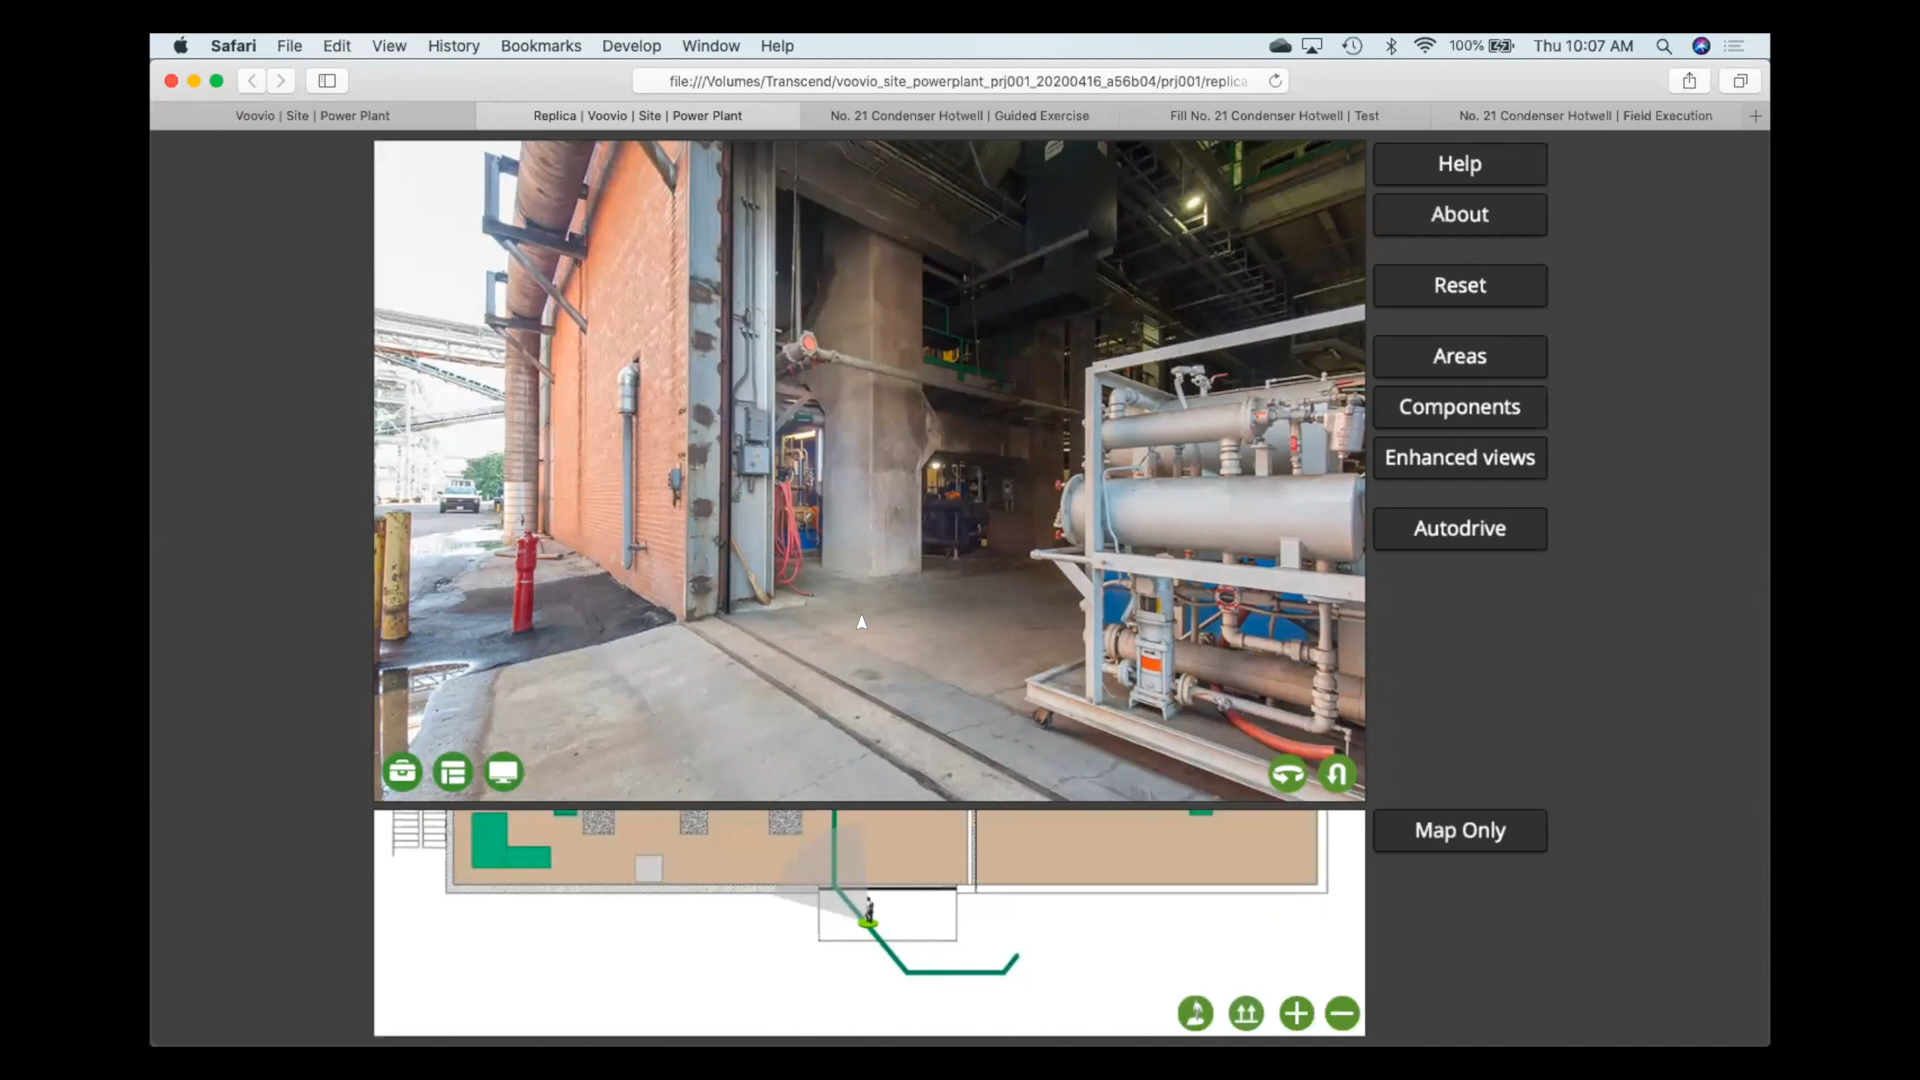 Safari File Edit View History Bookmarks Develop Window Help 100% Thu 10:07 AM
file:///Volumes/Transcend/voovio_site_powerplant_prj001_20200416_a56b04/prj001/replica
Voovio | Site | Power Plant
Replica | Voovio | Site | Power Plant
No. 21 Condenser Hotwell | Guided Exercise
Fill No. 21 Condenser Hotwell | Test
No. 21 Condenser Hotwell | Field Execution
Help
About
Reset
Areas
Components
Enhanced views
Autodrive
Map Only